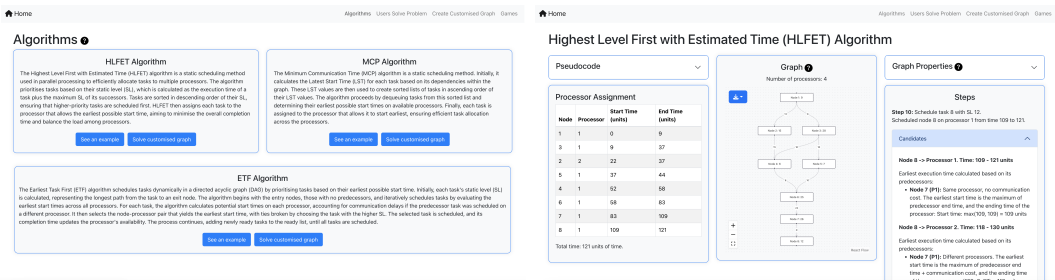 Home
Algorithms Users Solve Problem Create Customised Graph Games
Algorithms
HLFET Algorithm
The Highest Level First with Estimated Time (HLFET) algorithm is a static scheduling method
used in parallel processing to efficiently allocate tasks to multiple processors. The algorithm
prioritises tasks based on their static level (SL), which is calculated as the execution time of a
task plus the maximum SL of its successors. Tasks are sorted in descending order of their SL,
ensuring that higher-priority tasks are scheduled first. HLFET then assigns each task to the
processor that allows the earliest possible start time, aiming to minimise the overall completion
time and balance the load among processors.
See an example Solve customised graph
MCP Algorithm
The Minimum Communication Time (MCP) algorithm is a static scheduling method. Initially, it
calculates the Latest Start Time (LST) for each task based on its dependencies within the
graph. These LST values are then used to create sorted lists of tasks in ascending order of
their LST values. The algorithm proceeds by dequeuing tasks from this sorted list and
determining their earliest possible start times on available processors. Finally, each task is
assigned to the processor that allows it to start earliest, ensuring efficient task allocation
across the processors.
See an example Solve customised graph
ETF Algorithm
The Earliest Task First (ETF) algorithm schedules tasks dynamically in a directed acyclic graph (DAG) by prioritising tasks based on their earliest possible start time. Initially, each task's static level (SL)
is calculated, representing the longest path from the task to an exit node. The algorithm begins with the entry nodes, those with no predecessors, and iteratively schedules tasks by evaluating the
earliest start times across all processors. For each task, the algorithm computes the earliest possible start time on each processor, accounting for communication delays if the predecessor task was scheduled on
a different processor. It then selects the node-processor pair that yields the earliest start time, with ties broken by choosing the task with the higher SL. The selected task is scheduled, and its
completion time updates the processor's availability. The process continues, adding newly ready tasks to the ready list, until all tasks are scheduled.
See an example Solve customised graph
Home
Algorithms Users Solve Problem Create Customised Graph Games
Highest Level First with Estimated Time (HLFET) Algorithm
Pseudocode
Processor Assignment
Node Processor Start Time (units) End Time (units)
1 1 0 9
3 1 9 37
2 2 22 37
5 1 37 44
4 1 52 58
6 1 58 83
7 1 83 109
8 1 109 121
Total time: 121 units of time.
Graph
Number of processors: 4
React Flow
Graph Properties
Steps
Step 10: Schedule task 8 with SL 12.
Scheduled node 8 on processor 1 from time 109 to 121.
Candidates
Node 8 -> Processor 1. Time: 109 - 121 units
Earliest execution time calculated based on its
predecessors:
• Node 7 (P1): Same processor, no communication
cost. The earliest start time is the maximum of
predecessor end time, and the ending time of the
processor: Start time: max(109, 109) = 109 units
Node 8 -> Processor 2. Time: 118 - 130 units
Earliest execution time calculated based on its
predecessors:
• Node 7 (P1): Different processors. The earliest
start time is the maximum of predecessor end
time + communication cost, and the ending time